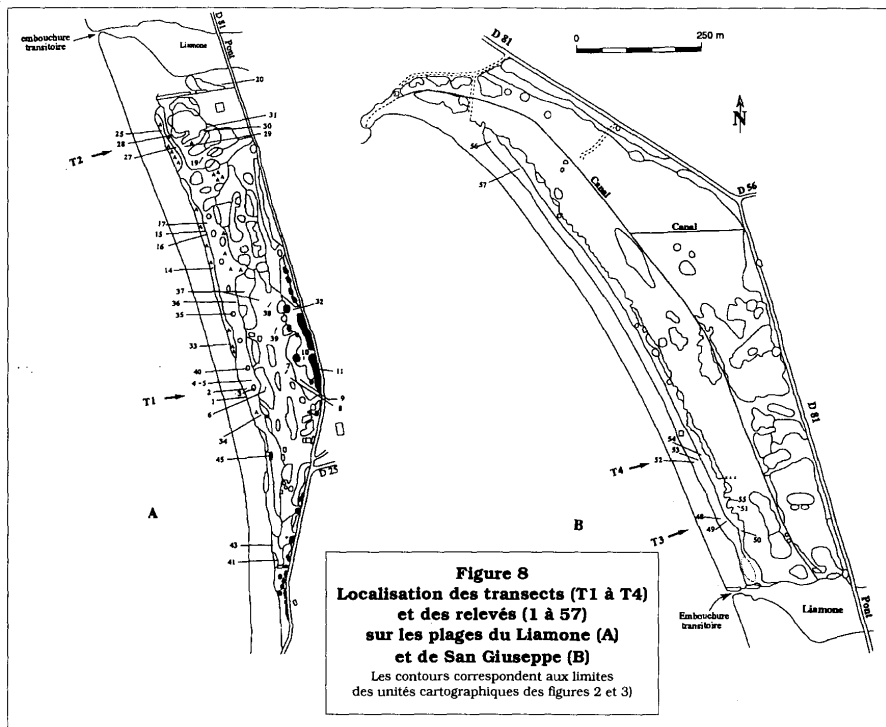 embouchure
transitoire
Liamone
D 81
Pont
20
31
30
29
25
28
27
T2
19
17
15
16
14
37
36
35
38
32
33
39
10
11
40
4 - 5
7
2
1
3
T1
6
9
8
34
45
D 25
43
41
A
D 81
0 250 m
N
56
57
Canal
D 56
Canal
D 81
54
53
52
T4
55
51
48
49
50
T3
B
Embouchure
transitoire
Liamone
Pont
Figure 8
Localisation des transects (T1 à T4)
et des relevés (1 à 57)
sur les plages du Liamone (A)
et de San Giuseppe (B)
Les contours correspondent aux limites
des unités cartographiques des figures 2 et 3)